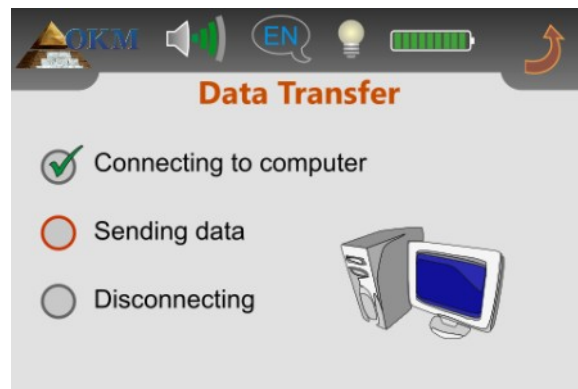 OKM
EN
Data Transfer
Connecting to computer
Sending data
Disconnecting